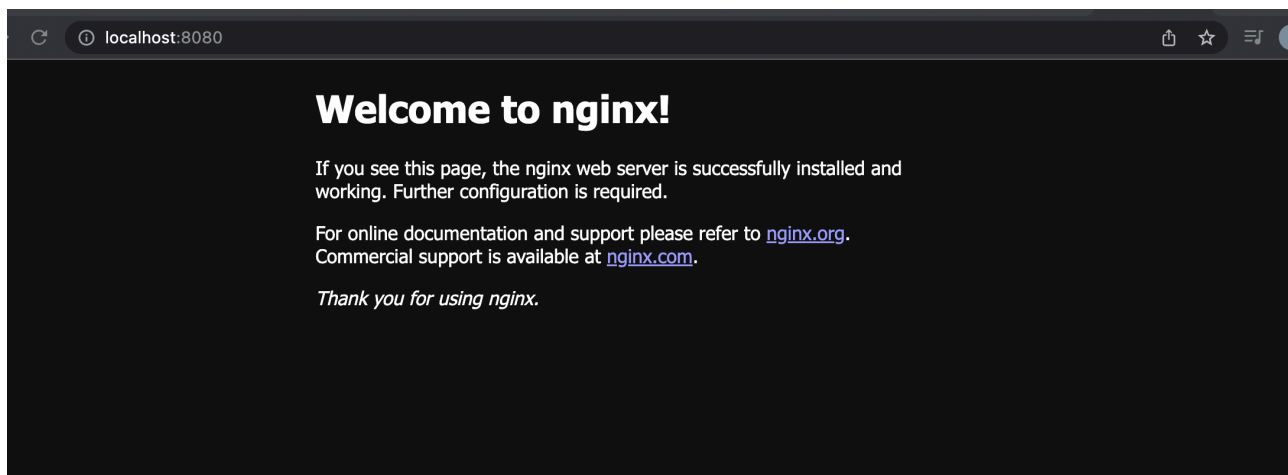 localhost:8080
Welcome to nginx!
If you see this page, the nginx web server is successfully installed and
working. Further configuration is required.
For online documentation and support please refer to nginx.org.
Commercial support is available at nginx.com.
Thank you for using nginx.